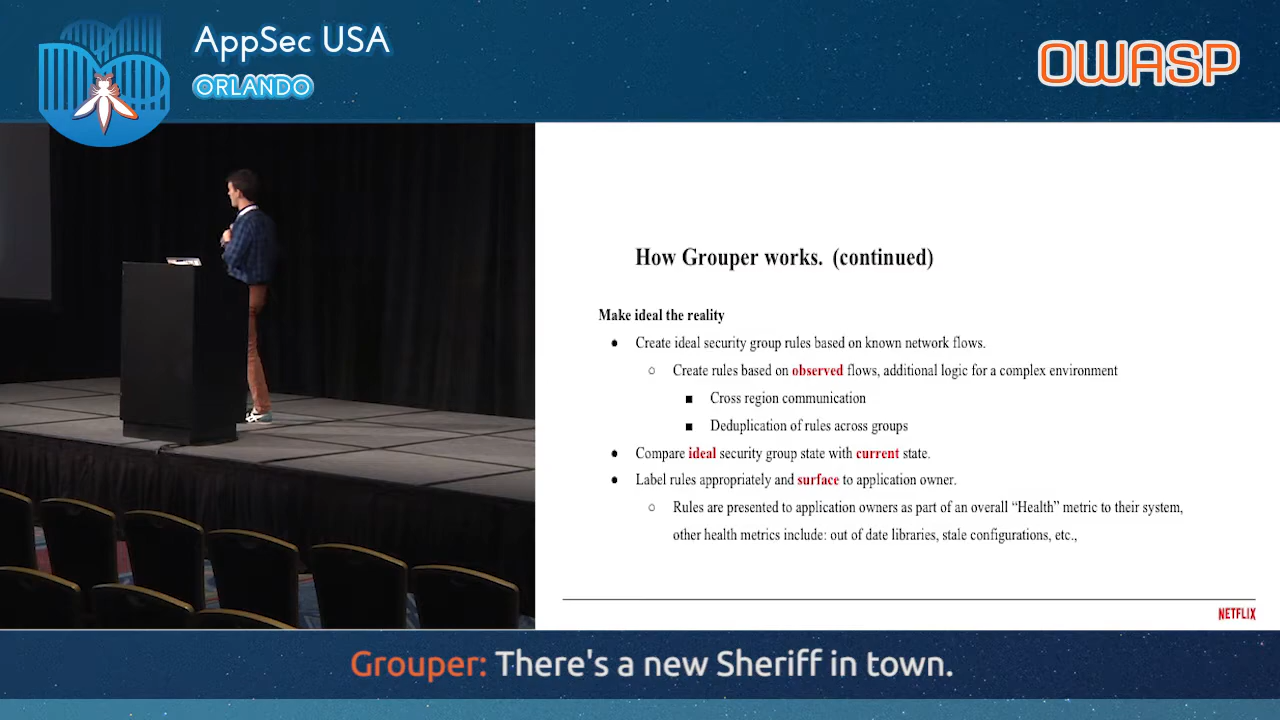 AppSec USA
ORLANDO
OWASP
How Grouper works. (continued)
Make ideal the reality
● Create ideal security group rules based on known network flows.
○ Create rules based on observed flows, additional logic for a complex environment
■ Cross region communication
■ Deduplication of rules across groups
● Compare ideal security group state with current state.
● Label rules appropriately and surface to application owner.
○ Rules are presented to application owners as part of an overall “Health” metric to their system,
other health metrics include: out of date libraries, stale configurations, etc.,
NETFLIX
Grouper: There's a new Sheriff in town.